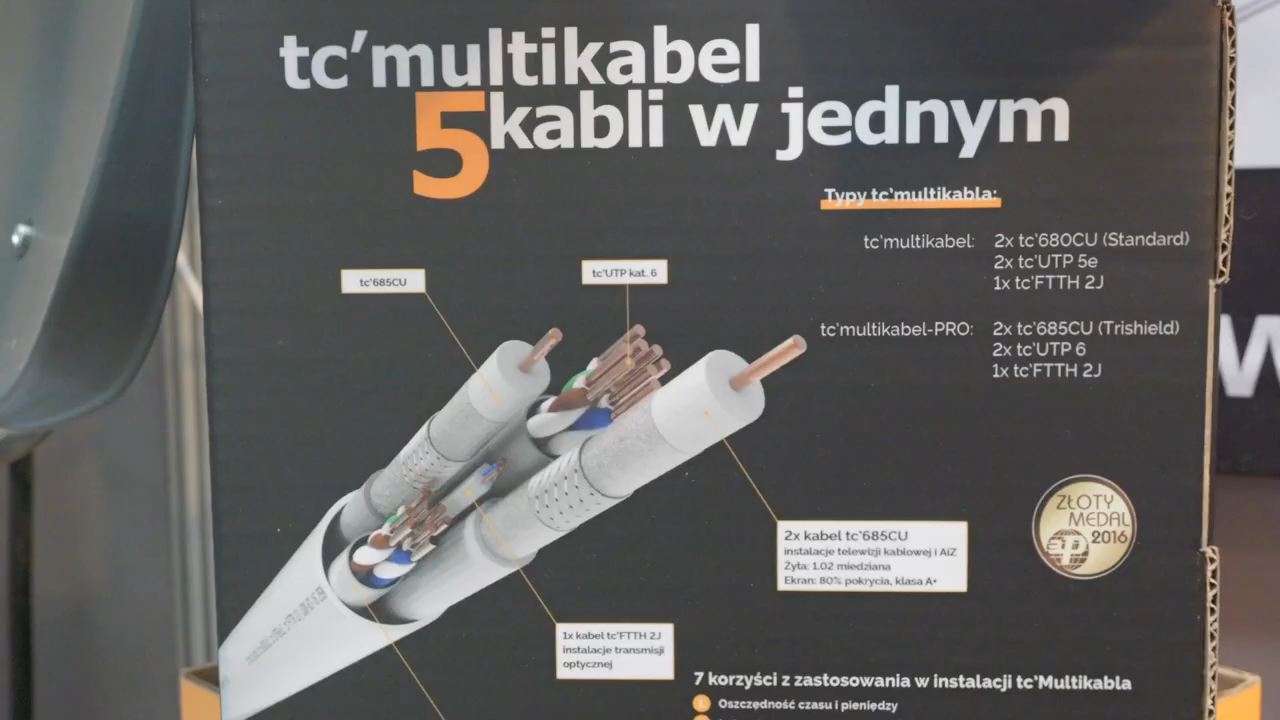 tc'multikabel
5 kabli w jednym
Typy tc'multikabla:
tc'multikabel: 2x tc'680CU (Standard)
2x tc'UTP 5e
1x tc'FTTH 2J
tc'multikabel-PRO: 2x tc'685CU (Trishield)
2x tc'UTP 6
1x tc'FTTH 2J
tc'685CU
tc'UTP kat. 6
2x kabel tc'685CU
instalacje telewizji kablowej i AiZ
Żyła: 1.02 miedziana
Ekran: 80% pokrycia, klasa A+
ZŁOTY
MEDAL
2016
1x kabel tc'FTTH 2J
instalacje transmisji
optycznej
7 korzyści z zastosowania w instalacji tc'Multikabla
1. Oszczędność czasu i pieniędzy
W